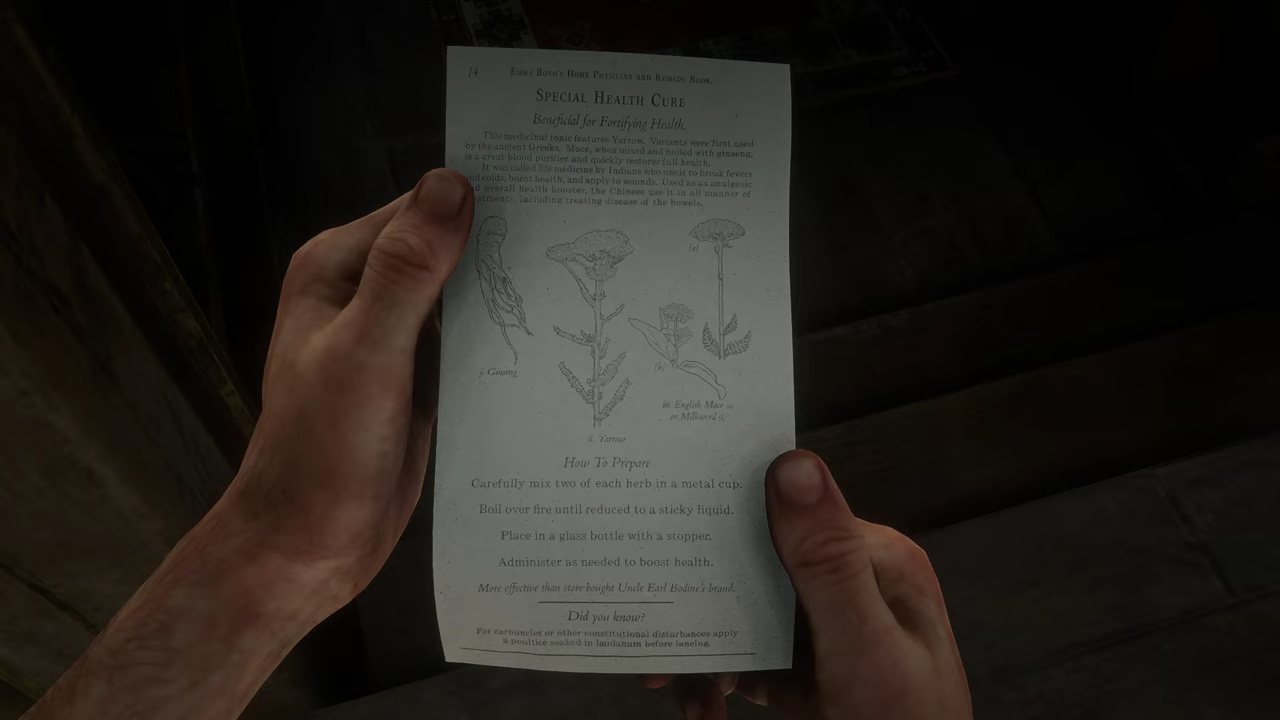 14
Emma Boyd's Home Physician and Remedy Book.
Special Health Cure
Beneficial for Fortifying Health.
This medicinal tonic features Yarrow. Variants were first used
by the ancient Greeks. Mace, when mixed and boiled with ginseng,
is a great blood purifier and quickly restores full health.
It was called life medicine by Indians who use it to break fevers
and colds, boost health, and apply to wounds. Used as an analgesic
overall health booster, the Chinese use it in all manner of
including treating disease of the bowels.
(a)
i. Ginseng
(b)
iii. English Mace (a)
or Milkweed
ii. Yarrow
How To Prepare
Carefully mix two of each herb in a metal cup.
Boil over fire until reduced to a sticky liquid.
Place in a glass bottle with a stopper.
Administer as needed to boost health.
More effective than store-bought Uncle Earl Bodine's brand.
Did you know?
For carbuncles or other constitutional disturbances apply
a poultice soaked in laudanum before lancing.